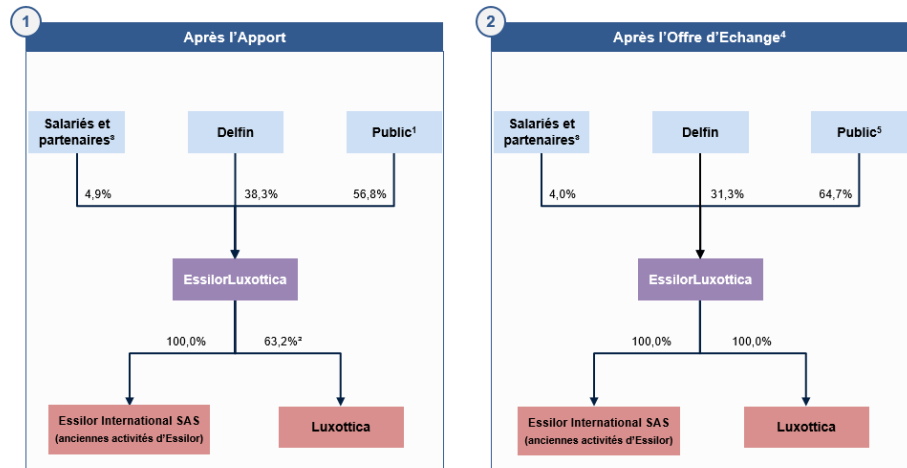 1
Après l'Apport
Salariés et
partenaires³
Delfin
Public¹
4,9%
38,3%
56,8%
EssilorLuxottica
100,0%
63,2%²
Essilor International SAS
(anciennes activités d'Essilor)
Luxottica
2
Après l'Offre d'Echange⁴
Salariés et
partenaires³
Delfin
Public⁵
4,0%
31,3%
64,7%
EssilorLuxottica
100,0%
100,0%
Essilor International SAS
(anciennes activités d'Essilor)
Luxottica